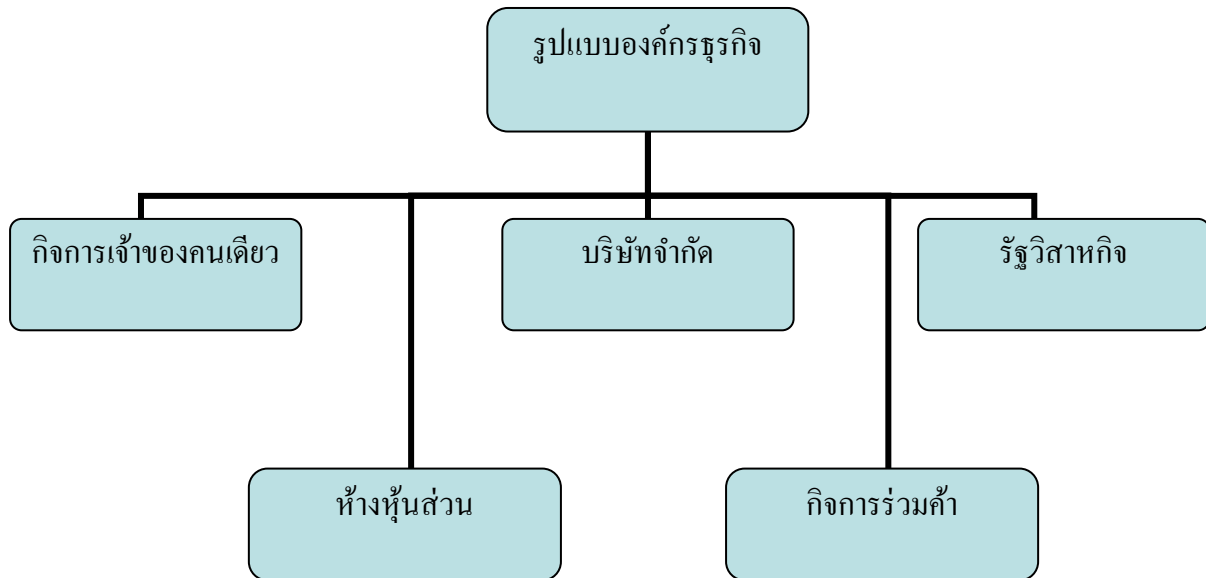 รูปแบบองค์กรธุรกิจ
กิจการเจ้าของคนเดียว
บริษัทจำกัด
รัฐวิสาหกิจ
ห้างหุ้นส่วน
กิจการร่วมค้า